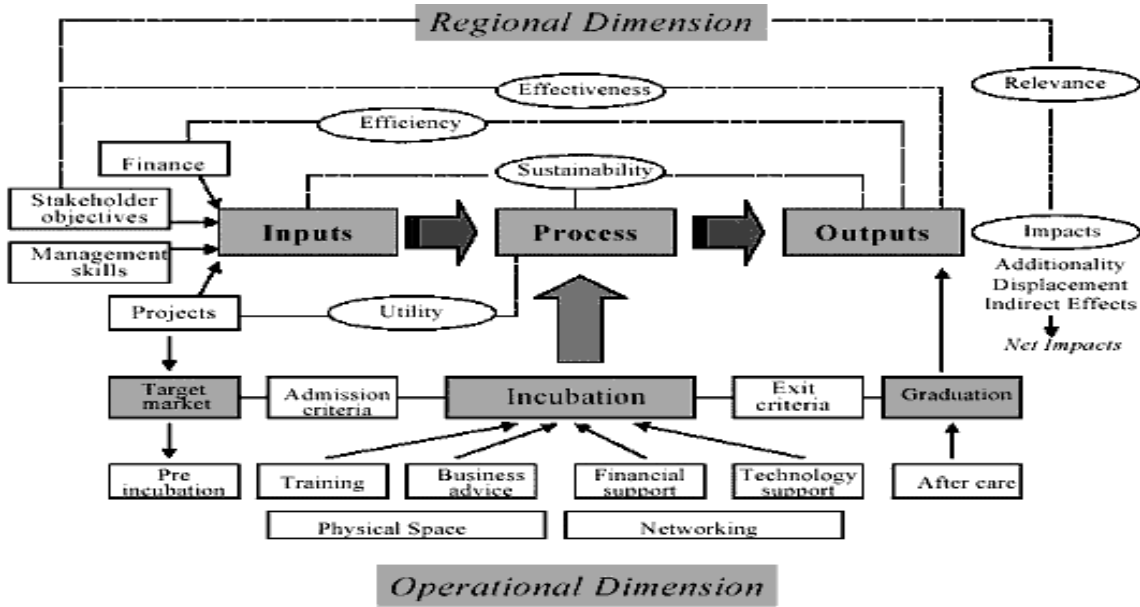 Regional Dimension
Relevance
Effectiveness
Efficiency
Finance
Sustainability
Stakeholder
objectives
Inputs
Process
Outputs
Impacts
Management
skills
Additionality
Displacement
Indirect Effects
Projects
Utility
Net Impacts
Target
market
Admission
criteria
Incubation
Exit
criteria
Graduation
Pre
incubation
Training
Business
advice
Financial
support
Technology
support
After care
Physical Space
Networking
Operational Dimension